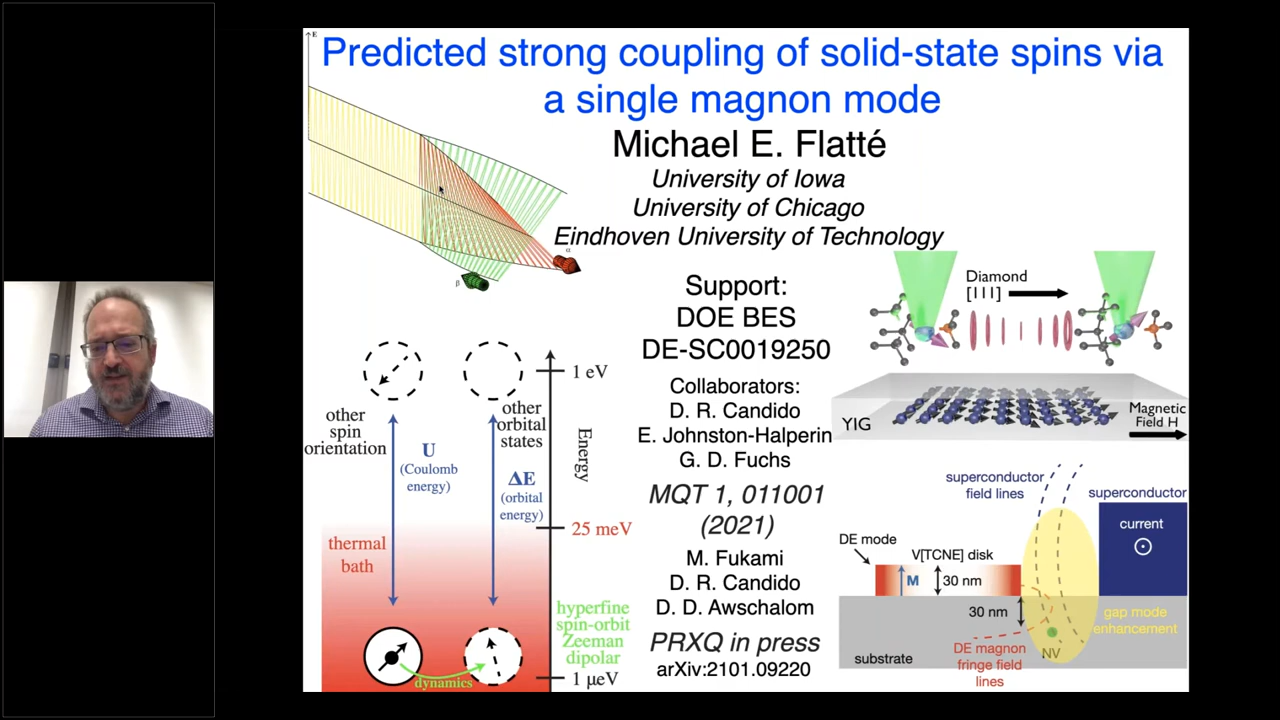 Predicted strong coupling of solid-state spins via
a single magnon mode
Michael E. Flatté
University of Iowa
University of Chicago
Eindhoven University of Technology
E
α
β
Support:
DOE BES
DE-SC0019250
Collaborators:
D. R. Candido
E. Johnston-Halperin
G. D. Fuchs
MQT 1, 011001
(2021)
M. Fukami
D. R. Candido
D. D. Awschalom
PRXQ in press
arXiv:2101.09220
other
spin
orientation
U
(Coulomb
energy)
other
orbital
states
ΔE
(orbital
energy)
Energy
1 eV
25 meV
1 μeV
thermal
bath
hyperfine
spin-orbit
Zeeman
dipolar
dynamics
Diamond
[111]
YIG
Magnetic
Field H
superconductor
field lines
superconductor
current
DE mode
V[TCNE] disk
M
30 nm
30 nm
gap mode
enhancement
NV
DE magnon
fringe field
lines
substrate